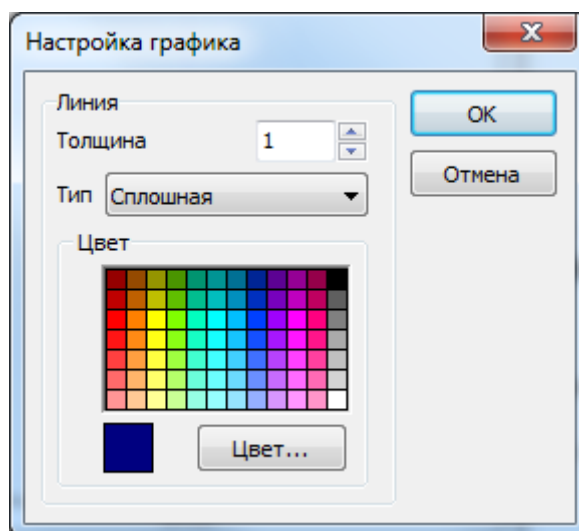 Настройка графика
Линия
Толщина 1
Тип Сплошная
Цвет
Цвет...
OK
Отмена